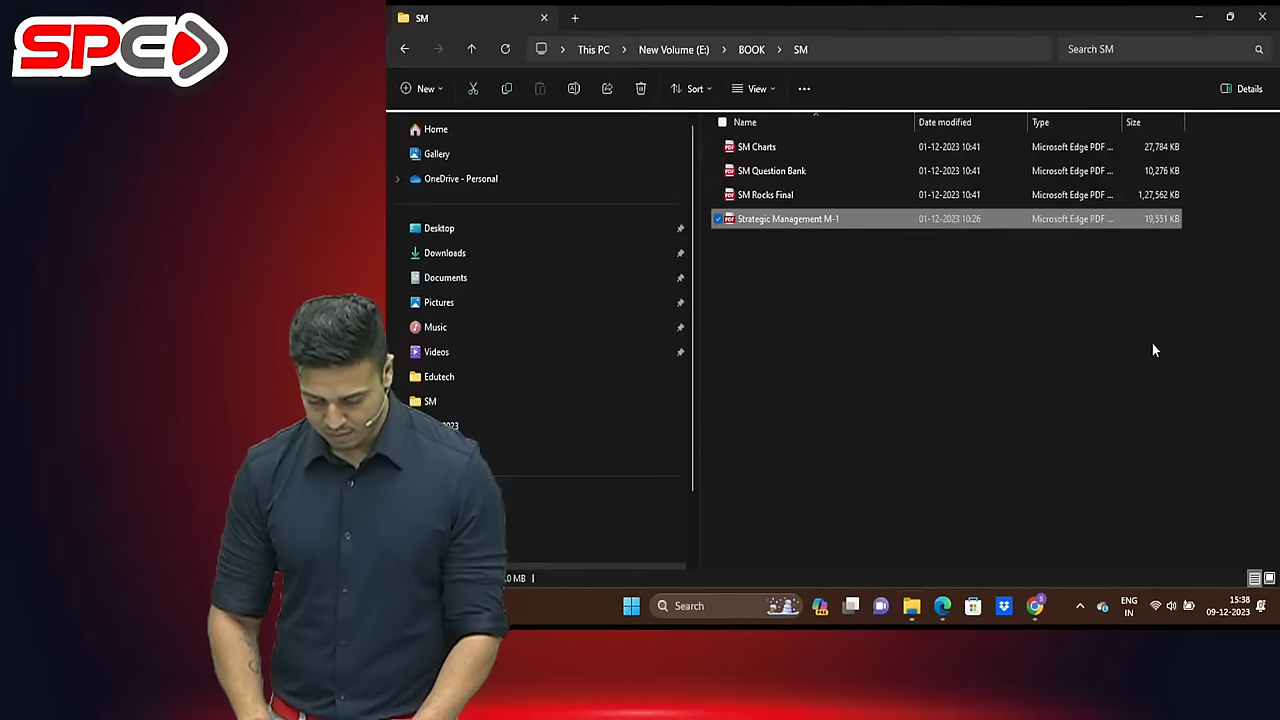 SPC
SM
This PC > New Volume (E:) > BOOK > SM
Search SM
New
Sort
View
Details
Name
Date modified
Type
Size
Home
Gallery
OneDrive - Personal
Desktop
Downloads
Documents
Pictures
Music
Videos
Edutech
SM
2023
SM Charts 01-12-2023 10:41 Microsoft Edge PDF ... 27,784 KB
SM Question Bank 01-12-2023 10:41 Microsoft Edge PDF ... 10,276 KB
SM Rocks Final 01-12-2023 10:41 Microsoft Edge PDF ... 1,27,562 KB
Strategic Management M-1 01-12-2023 10:26 Microsoft Edge PDF ... 19,551 KB
.0 MB
Search
ENG
IN
15:38
09-12-2023